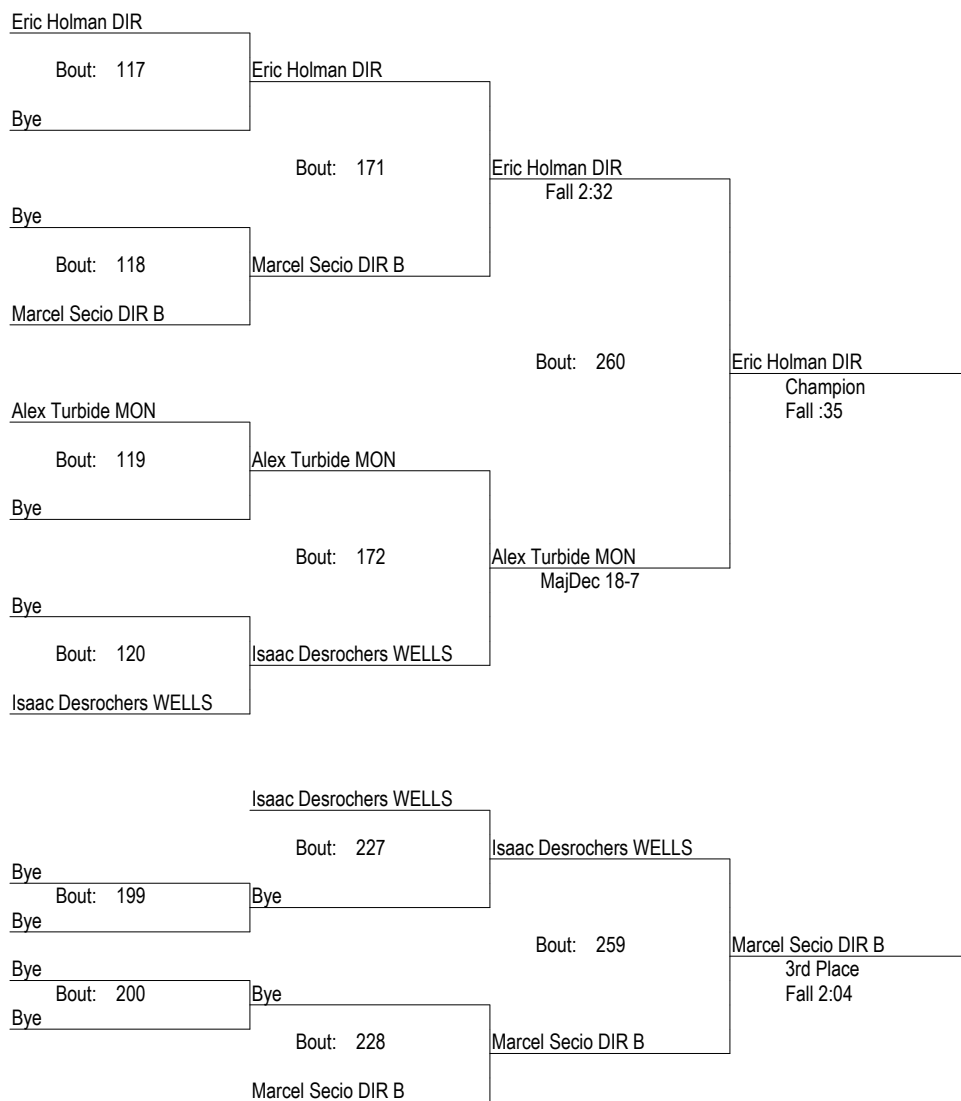 Eric Holman DIR
Bout: 117
Eric Holman DIR
Bye
Bout: 171
Eric Holman DIR
Fall 2:32
Bye
Bout: 118
Marcel Secio DIR B
Marcel Secio DIR B
Bout: 260
Eric Holman DIR
Champion
Fall :35
Alex Turbide MON
Bout: 119
Alex Turbide MON
Bye
Bout: 172
Alex Turbide MON
MajDec 18-7
Bye
Bout: 120
Isaac Desrochers WELLS
Isaac Desrochers WELLS
Isaac Desrochers WELLS
Bout: 227
Isaac Desrochers WELLS
Bye
Bout: 199
Bye
Bye
Bout: 259
Marcel Secio DIR B
3rd Place
Fall 2:04
Bye
Bout: 200
Bye
Bye
Bout: 228
Marcel Secio DIR B
Marcel Secio DIR B